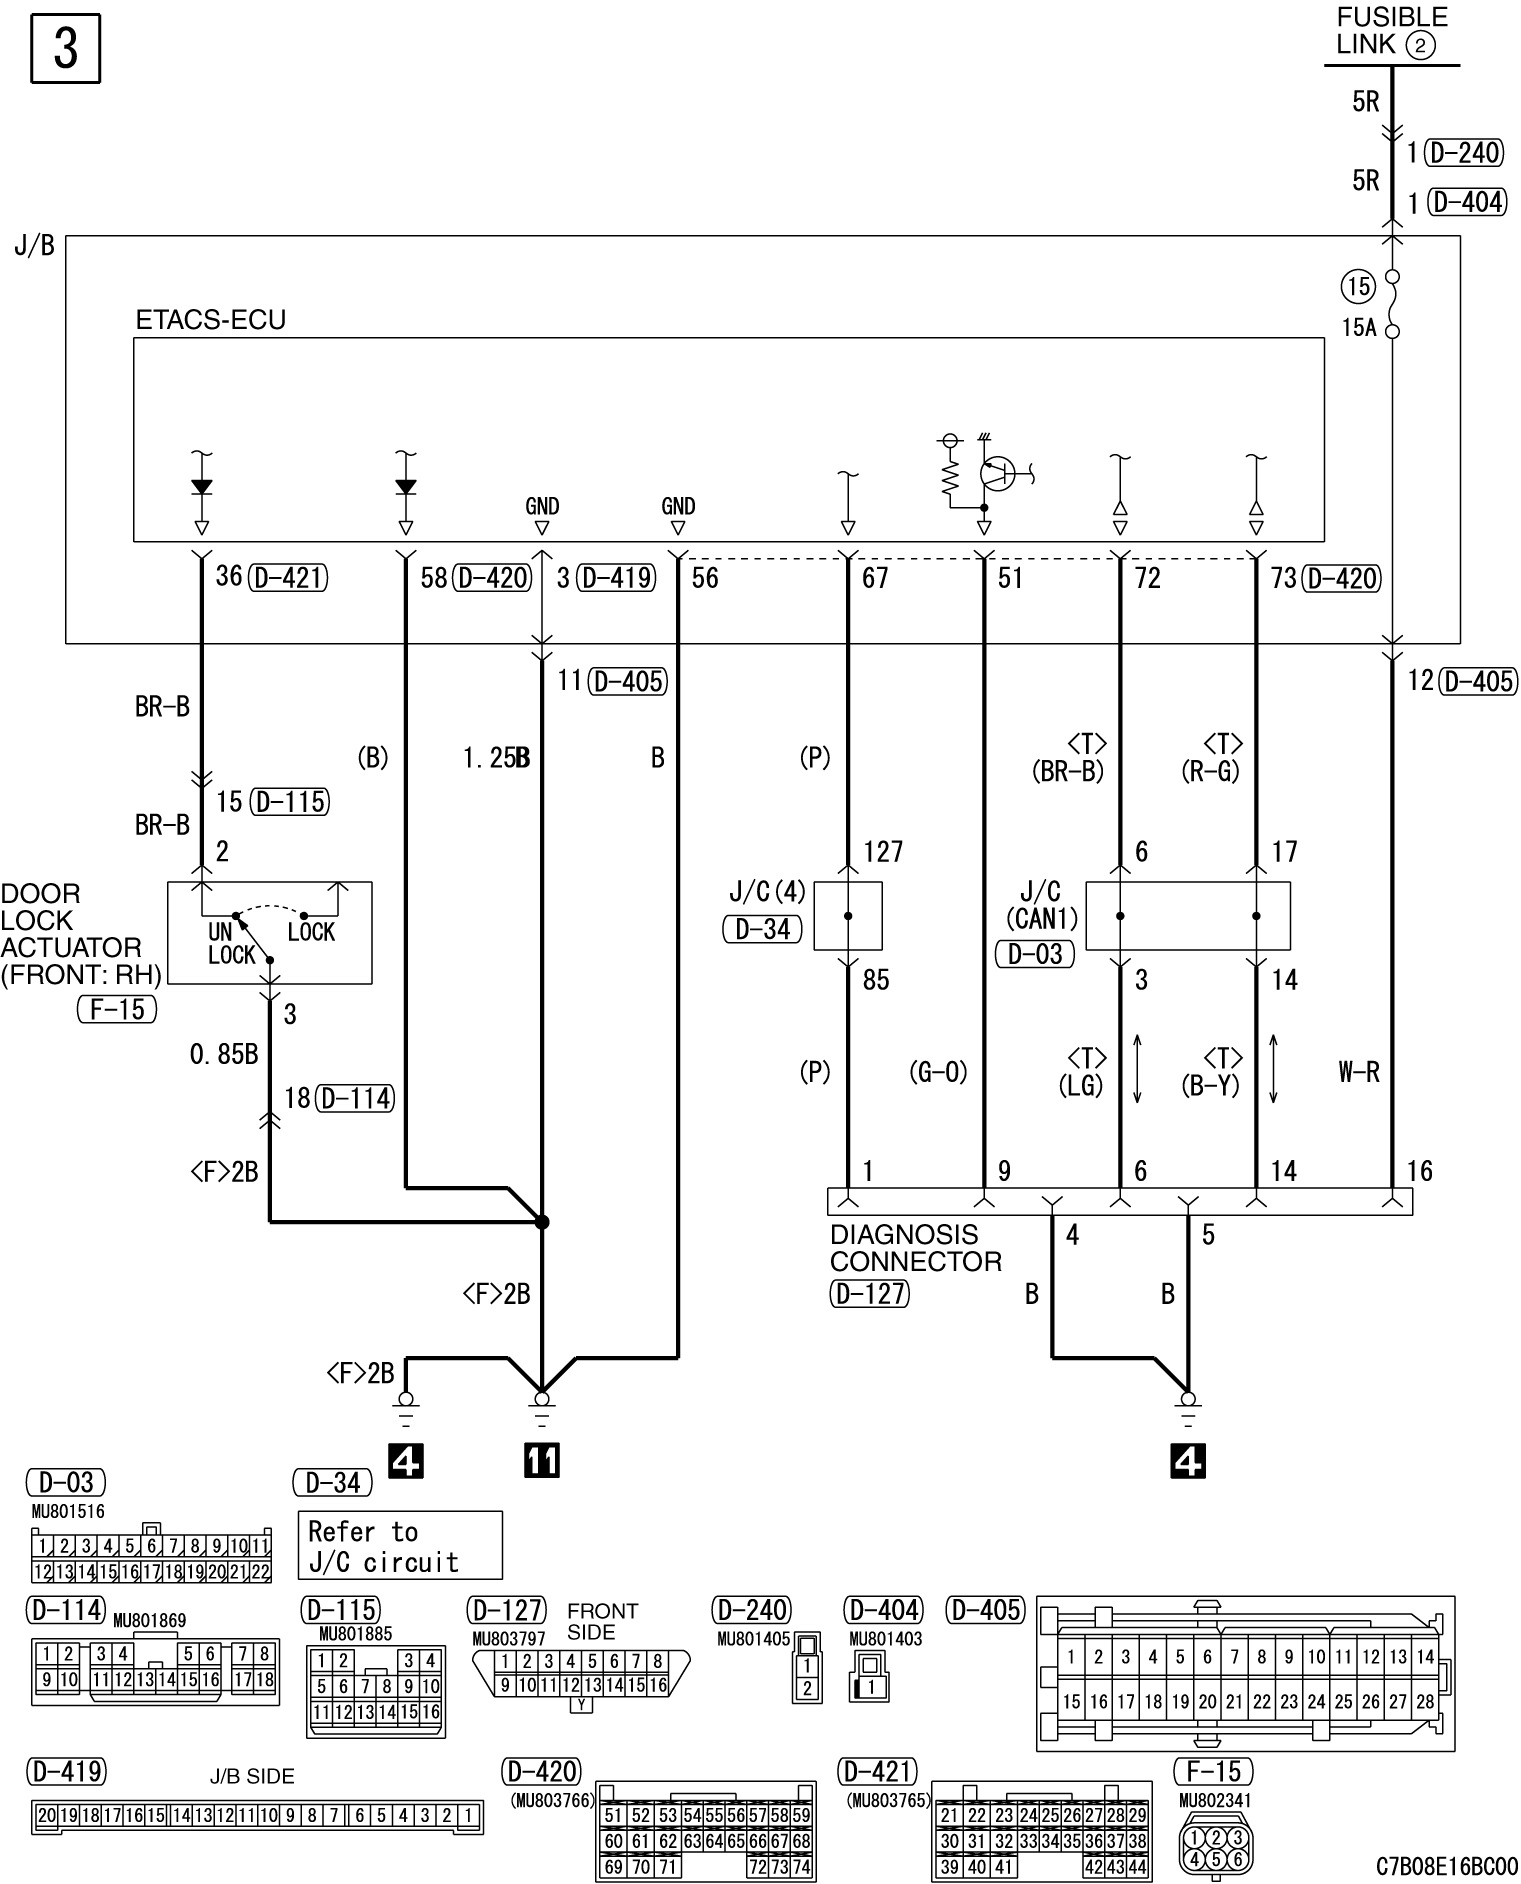 3
FUSIBLE
LINK 2
5R
1 D-240
5R
1 D-404
J/B
15
15A
ETACS-ECU
GND GND
36 D-421 58 D-420 3 D-419 56 67 51 72 73 D-420
11 D-405 12 D-405
BR-B
(B) 1.25B B (P) <T> <T>
(BR-B) (R-G)
15 D-115
BR-B
2 127 6 17
DOOR
LOCK
ACTUATOR
(FRONT: RH)
F-15
UN
LOCK
LOCK
J/C(4)
D-34
J/C
(CAN1)
D-03
3 85 3 14
0.85B
(P) (G-O) <T> <T> W-R
(LG) (B-Y)
18 D-114
<F>2B
1 9 6 14 16
DIAGNOSIS
CONNECTOR
D-127
4 5
<F>2B B B
<F>2B
4 11 4
D-03
MU801516
1 2 3 4 5 6 7 8 9 10 11
12 13 14 15 16 17 18 19 20 21 22
D-34
Refer to
J/C circuit
D-114 MU801869
1 2 3 4 5 6 7 8
9 10 11 12 13 14 15 16 17 18
D-115
MU801885
1 2 3 4
5 6 7 8 9 10
11 12 13 14 15 16
D-127
MU803797
FRONT
SIDE
1 2 3 4 5 6 7 8
9 10 11 12 13 14 15 16
Y
D-240
MU801405
1
2
D-404
MU801403
1
D-405
1 2 3 4 5 6 7 8 9 10 11 12 13 14
15 16 17 18 19 20 21 22 23 24 25 26 27 28
D-419
J/B SIDE
20 19 18 17 16 15 14 13 12 11 10 9 8 7 6 5 4 3 2 1
D-420
(MU803766)
51 52 53 54 55 56 57 58 59
60 61 62 63 64 65 66 67 68
69 70 71 72 73 74
D-421
(MU803765)
21 22 23 24 25 26 27 28 29
30 31 32 33 34 35 36 37 38
39 40 41 42 43 44
F-15
MU802341
1 2 3
4 5 6
C7B08E16BC00